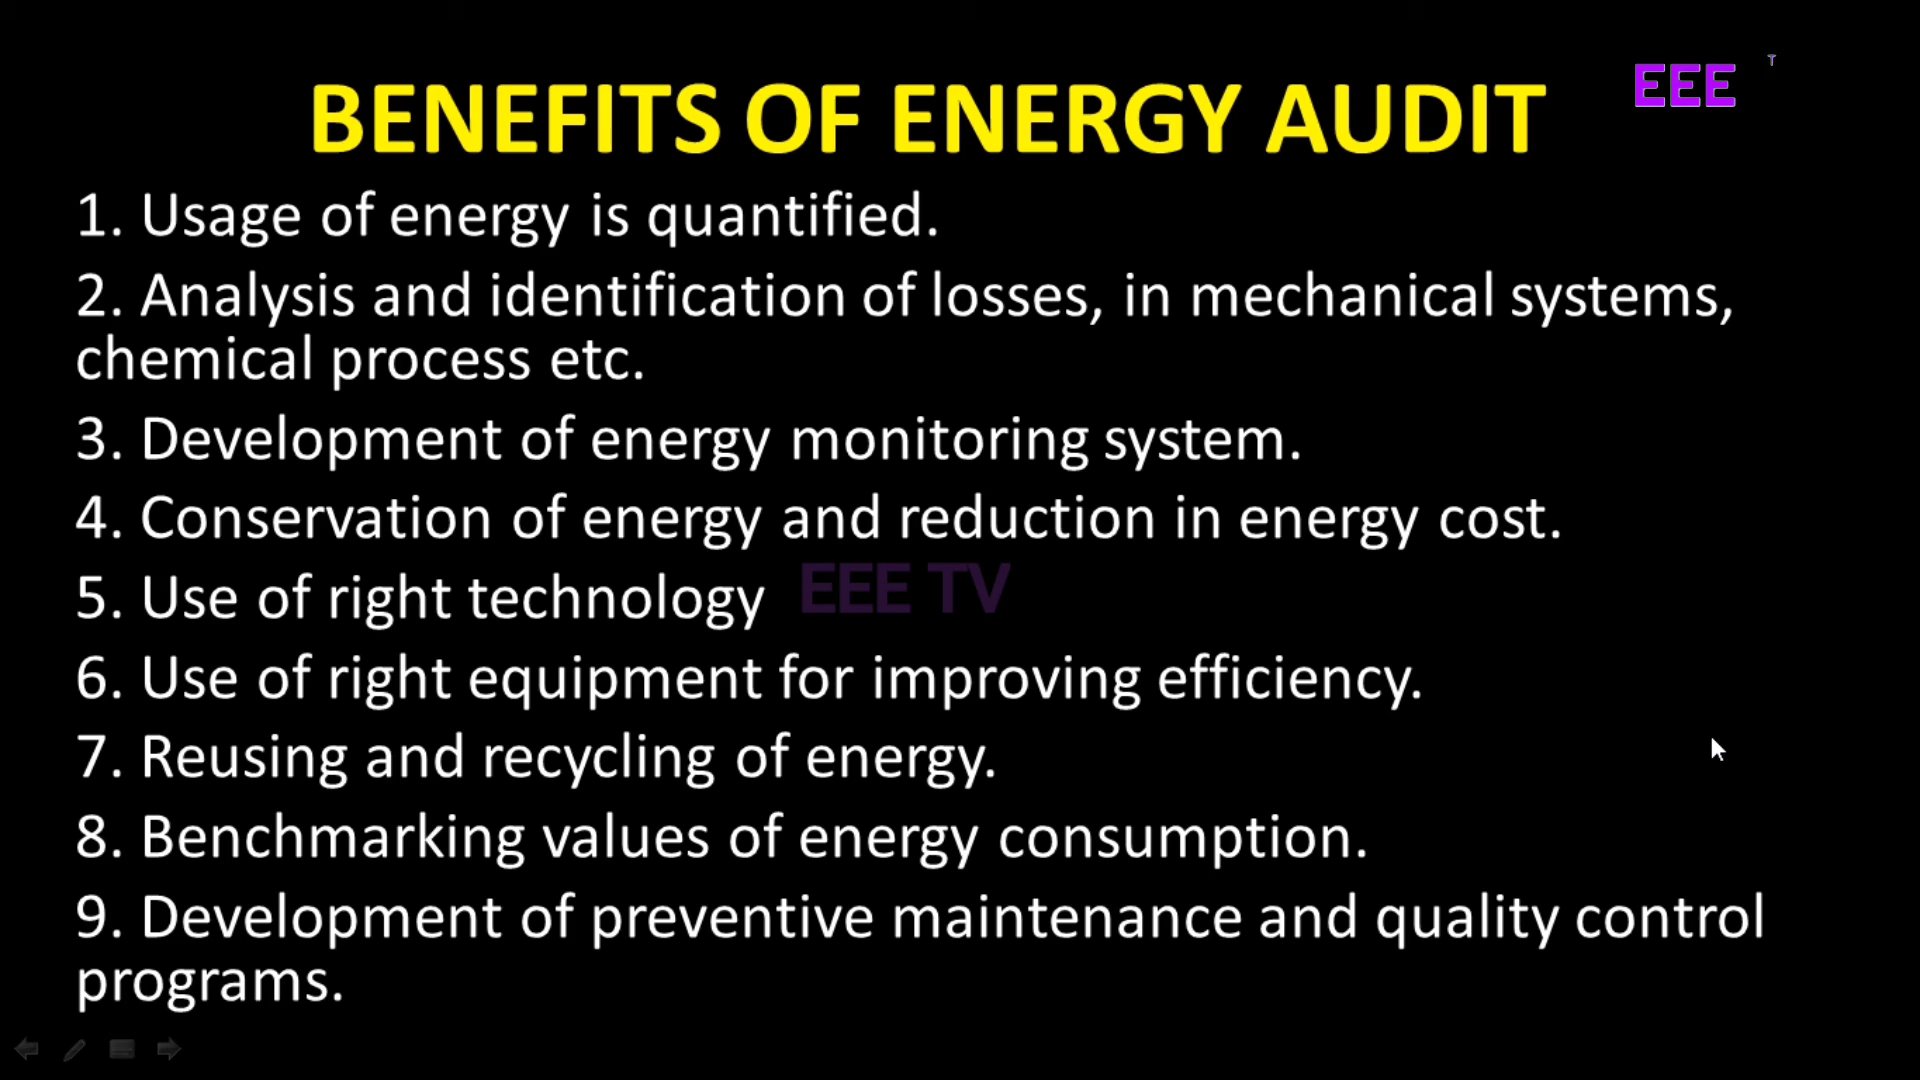 BENEFITS OF ENERGY AUDIT
EEE T
1. Usage of energy is quantified.
2. Analysis and identification of losses, in mechanical systems,
chemical process etc.
3. Development of energy monitoring system.
4. Conservation of energy and reduction in energy cost.
5. Use of right technology
EEE TV
6. Use of right equipment for improving efficiency.
7. Reusing and recycling of energy.
8. Benchmarking values of energy consumption.
9. Development of preventive maintenance and quality control
programs.